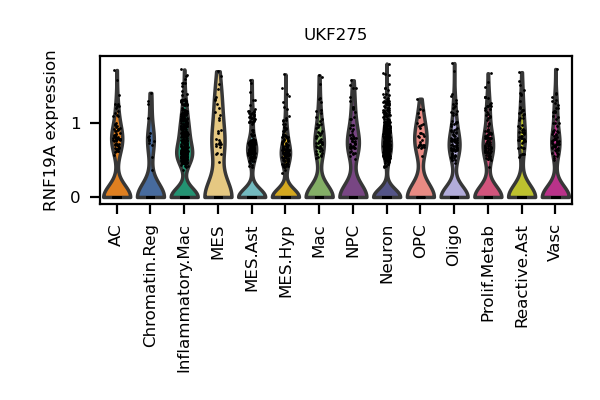 UKF275
RNF19A expression
1
0
AC
Chromatin.Reg
Inflammatory.Mac
MES
MES.Ast
MES.Hyp
Mac
NPC
Neuron
OPC
Oligo
Prolif.Metab
Reactive.Ast
Vasc